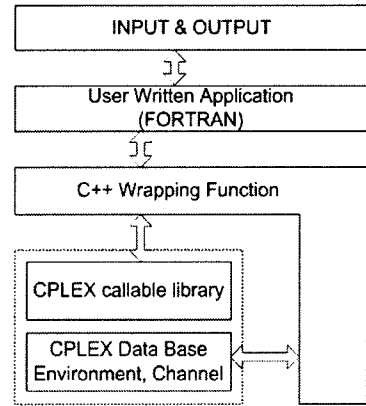 INPUT & OUTPUT
User Written Application
(FORTRAN)
C++ Wrapping Function
CPLEX callable library
CPLEX Data Base
Environment, Channel